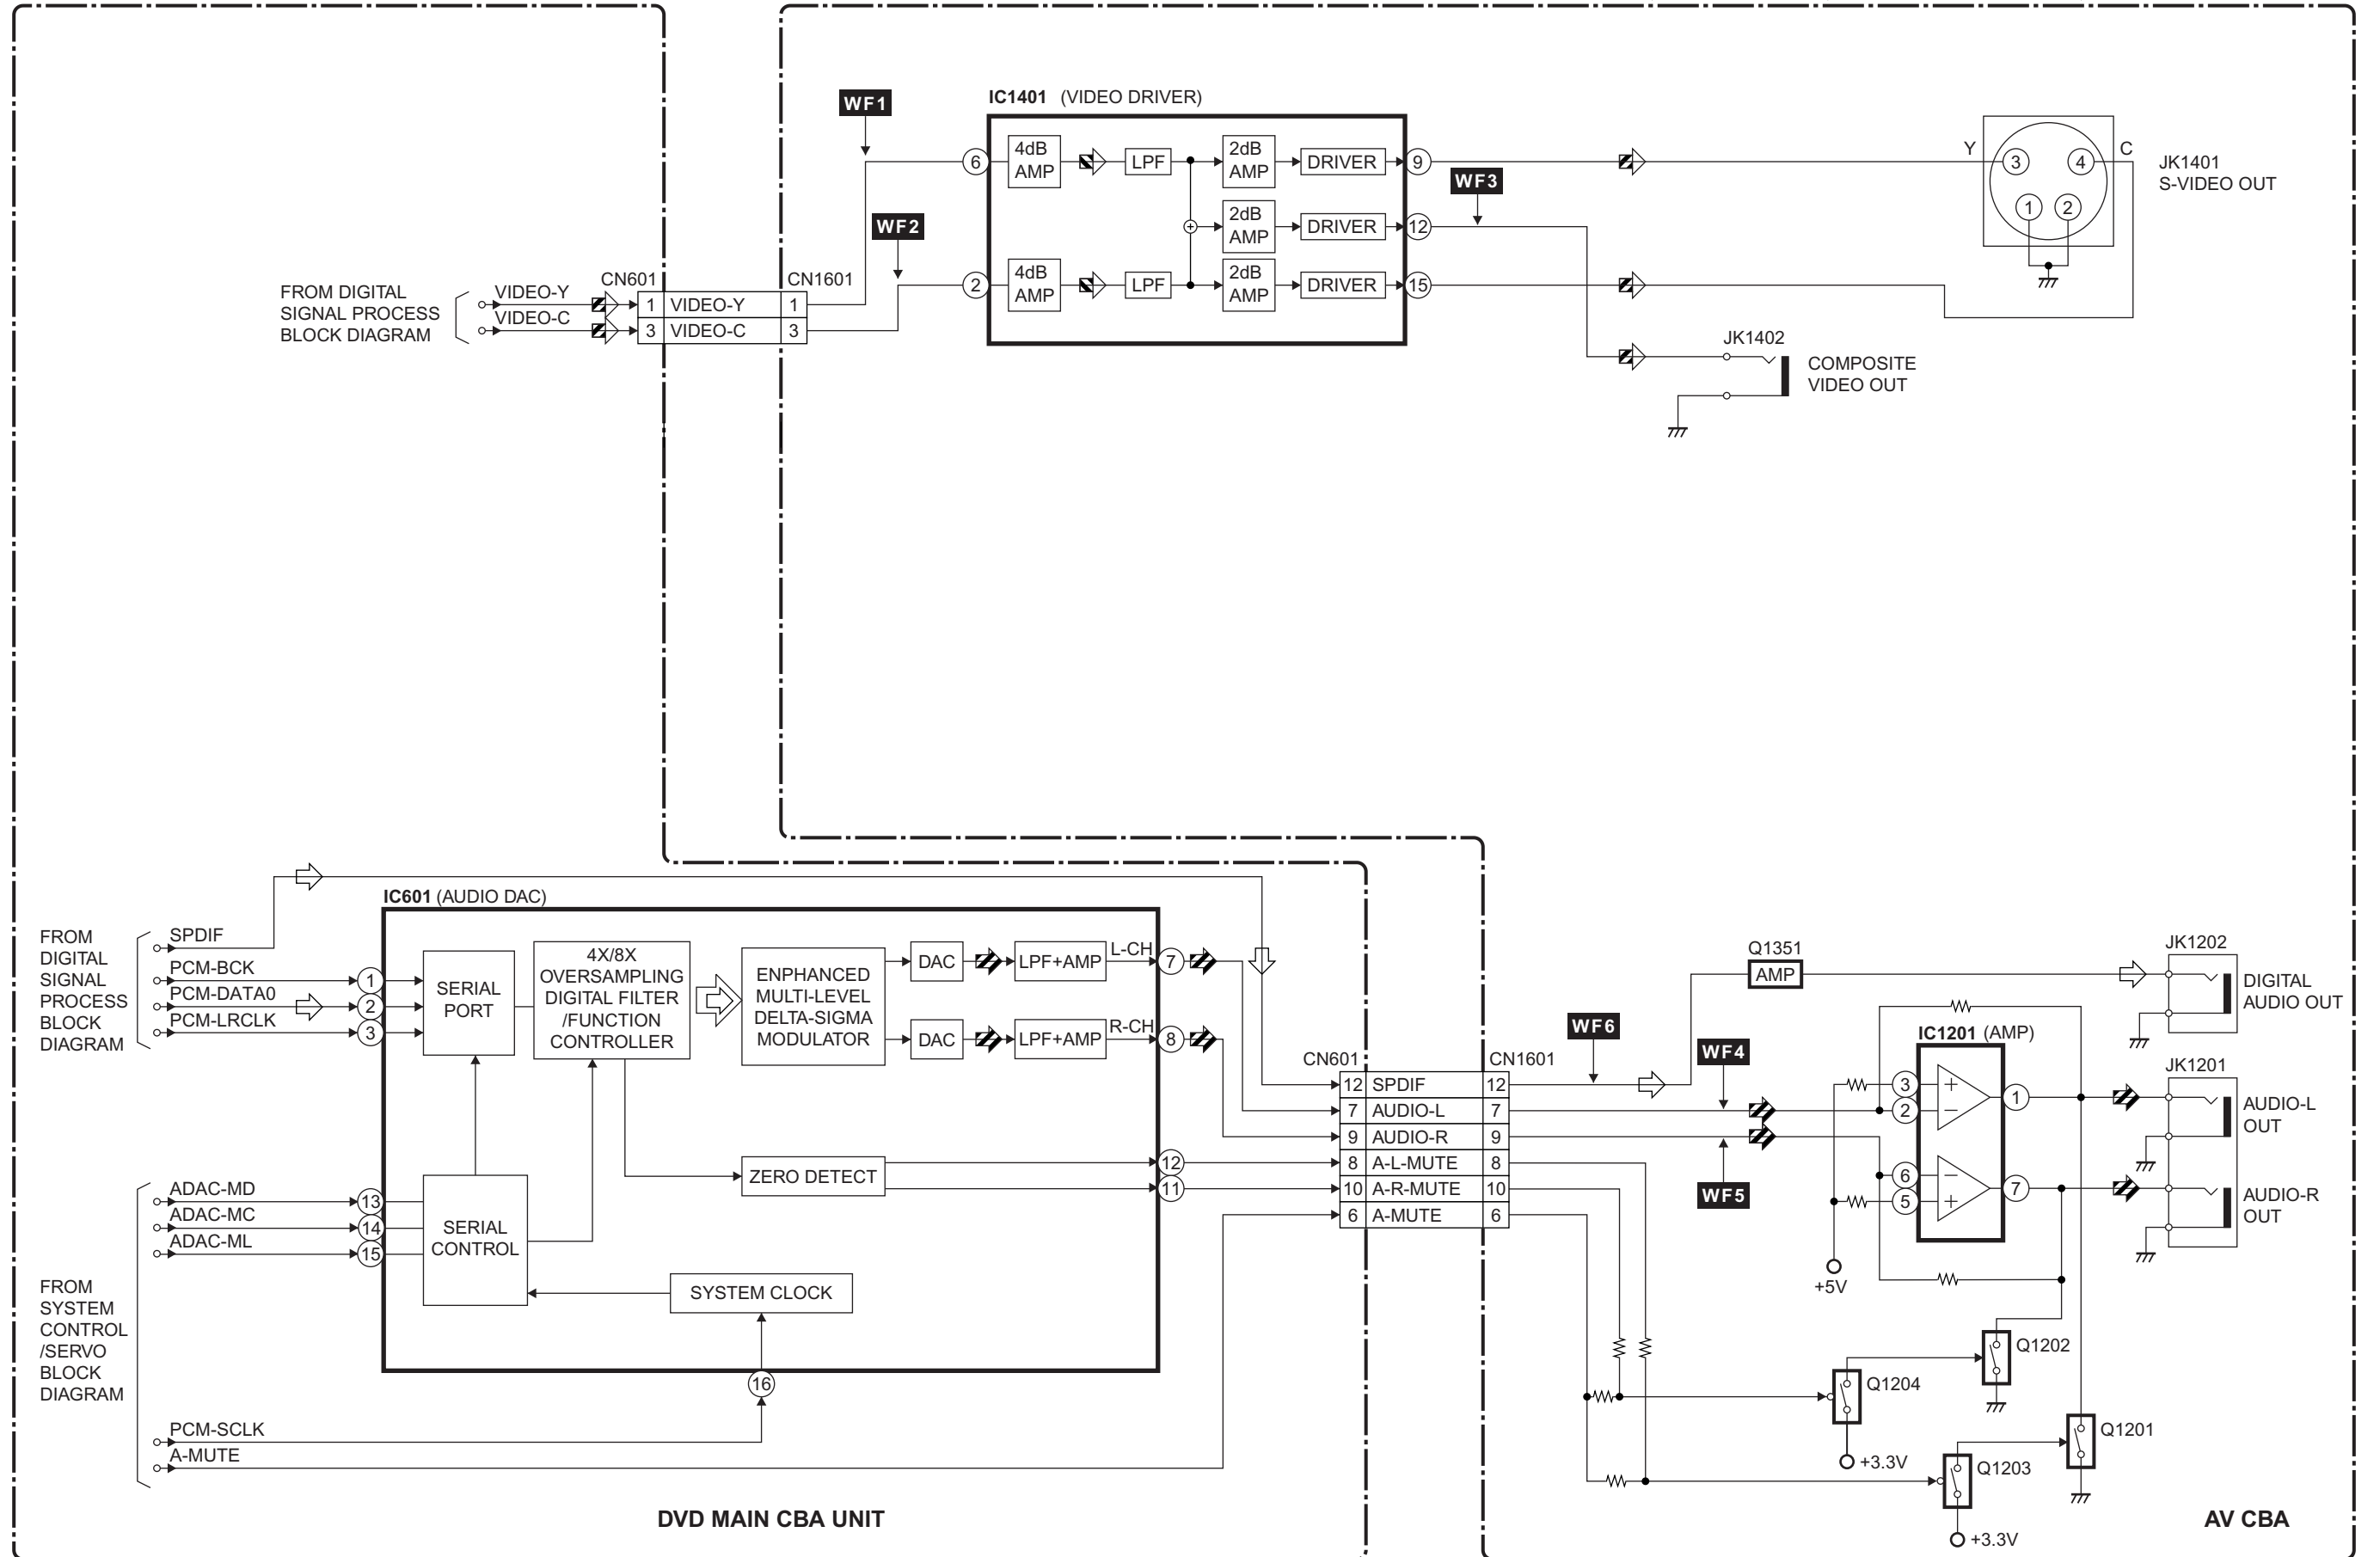 WF1
IC1401 (VIDEO DRIVER)
6
4dB
AMP
LPF
2dB
AMP
DRIVER
9
WF3
Y
3
4
C
1
2
JK1401
S-VIDEO OUT
WF2
2dB
AMP
DRIVER
12
2
4dB
AMP
LPF
2dB
AMP
DRIVER
15
FROM DIGITAL
SIGNAL PROCESS
BLOCK DIAGRAM
VIDEO-Y
VIDEO-C
CN601
CN1601
1 VIDEO-Y 1
3 VIDEO-C 3
JK1402
COMPOSITE
VIDEO OUT
IC601 (AUDIO DAC)
FROM
DIGITAL
SIGNAL
PROCESS
BLOCK
DIAGRAM
SPDIF
PCM-BCK
PCM-DATA0
PCM-LRCLK
1
2
3
SERIAL
PORT
4X/8X
OVERSAMPLING
DIGITAL FILTER
/FUNCTION
CONTROLLER
ENPHANCED
MULTI-LEVEL
DELTA-SIGMA
MODULATOR
DAC
LPF+AMP
L-CH
7
DAC
LPF+AMP
R-CH
8
ZERO DETECT
12
11
FROM
SYSTEM
CONTROL
/SERVO
BLOCK
DIAGRAM
ADAC-MD
ADAC-MC
ADAC-ML
13
14
15
SERIAL
CONTROL
SYSTEM CLOCK
16
PCM-SCLK
A-MUTE
CN601
CN1601
12 SPDIF 12
7 AUDIO-L 7
9 AUDIO-R 9
8 A-L-MUTE 8
10 A-R-MUTE 10
6 A-MUTE 6
WF6
WF4
WF5
Q1351
AMP
JK1202
DIGITAL
AUDIO OUT
IC1201 (AMP)
3
+
2
−
1
6
−
5
+
7
+5V
JK1201
AUDIO-L
OUT
AUDIO-R
OUT
Q1202
Q1204
+3.3V
Q1201
Q1203
+3.3V
DVD MAIN CBA UNIT
AV CBA